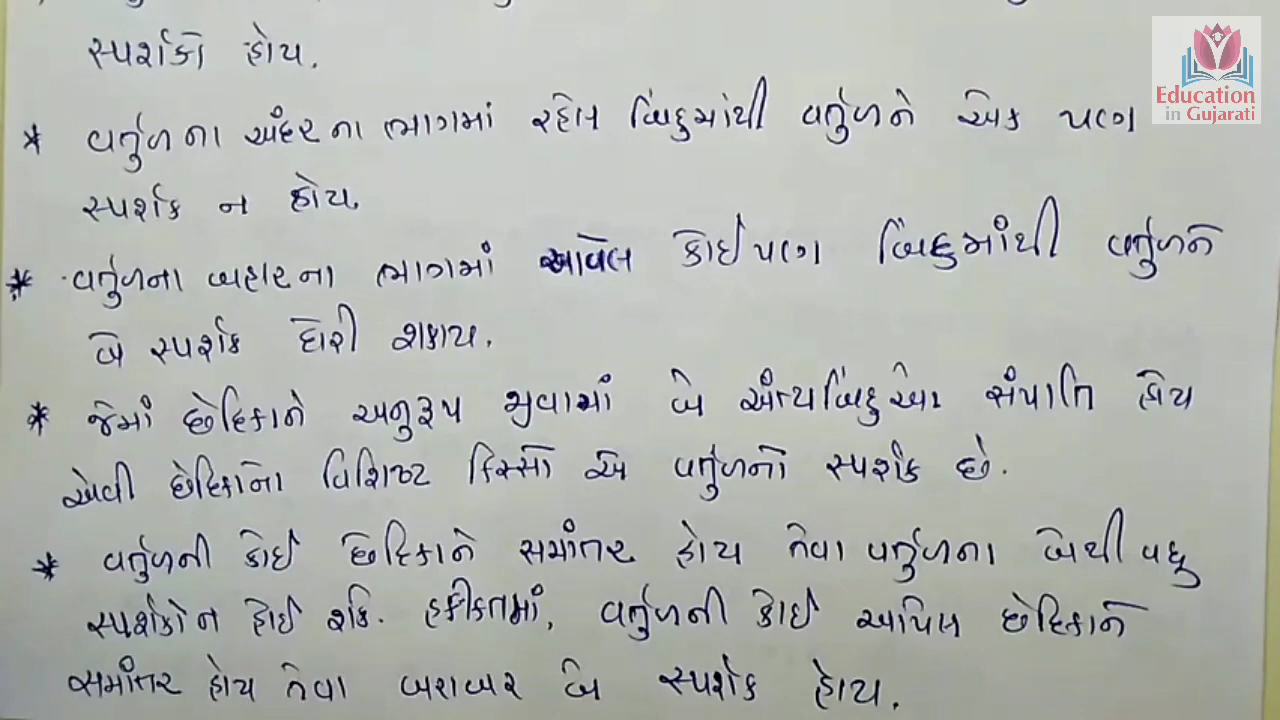 સ્પર્શકો હોય.
* વર્તુળના અંદરના ભાગમાં રહેલ બિંદુમાંથી વર્તુળને એક પણ
સ્પર્શક ન હોય.
* વર્તુળના બહારના ભાગમાં આવેલ કોઈપણ બિંદુમાંથી વર્તુળને
બે સ્પર્શક દોરી શકાય.
* જેમાં છેદિકાને અનુરૂપ જીવામાં બે અંત્યબિંદુઓ સંપાતિ હોય
એવી છેદિકાનો વિશિષ્ટ કિસ્સો એ વર્તુળનો સ્પર્શક છે.
* વર્તુળની કોઈ છેદિકાને સમાંતર હોય તેવા વર્તુળના બેથી વધુ
સ્પર્શકો ન હોઈ શકે. હકીકતમાં, વર્તુળની કોઈ આપેલ છેદિકાને
સમાંતર હોય તેવા બરાબર બે સ્પર્શક હોય.
Education
in Gujarati